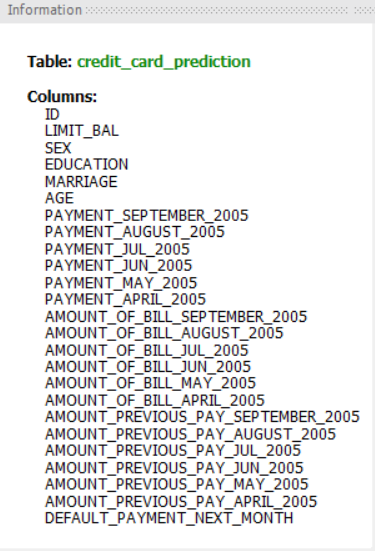 Information
Table: credit_card_prediction
Columns:
ID
LIMIT_BAL
SEX
EDUCATION
MARRIAGE
AGE
PAYMENT_SEPTEMBER_2005
PAYMENT_AUGUST_2005
PAYMENT_JUL_2005
PAYMENT_JUN_2005
PAYMENT_MAY_2005
PAYMENT_APRIL_2005
AMOUNT_OF_BILL_SEPTEMBER_2005
AMOUNT_OF_BILL_AUGUST_2005
AMOUNT_OF_BILL_JUL_2005
AMOUNT_OF_BILL_JUN_2005
AMOUNT_OF_BILL_MAY_2005
AMOUNT_OF_BILL_APRIL_2005
AMOUNT_PREVIOUS_PAY_SEPTEMBER_2005
AMOUNT_PREVIOUS_PAY_AUGUST_2005
AMOUNT_PREVIOUS_PAY_JUL_2005
AMOUNT_PREVIOUS_PAY_JUN_2005
AMOUNT_PREVIOUS_PAY_MAY_2005
AMOUNT_PREVIOUS_PAY_APRIL_2005
DEFAULT_PAYMENT_NEXT_MONTH